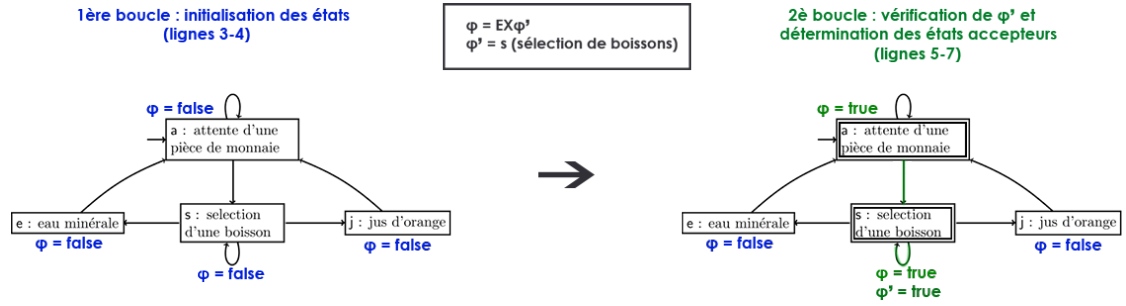 1ère boucle : initialisation des états
(lignes 3-4)
φ = EXφ’
φ’ = s (sélection de boissons)
2è boucle : vérification de φ’ et
détermination des états accepteurs
(lignes 5-7)
φ = false
a : attente d’une
pièce de monnaie
e : eau minérale
φ = false
s : selection
d’une boisson
φ = false
j : jus d’orange
φ = false
φ = true
a : attente d’une
pièce de monnaie
e : eau minérale
φ = false
s : selection
d’une boisson
φ = true
φ’ = true
j : jus d’orange
φ = false